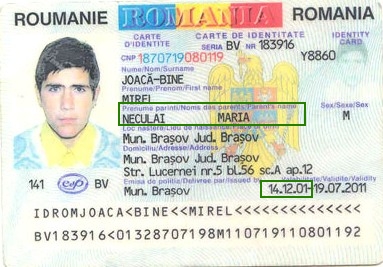 ROUMANIE ROMANIA ROMANIA
CARTE D'IDENTITE CARTE DE IDENTITATE IDENTITY CARD
SERIA BV NR 183916
CNP 1870719080119 Y8860
Nume/Nom/Surname
JOACĂ-BINE
Prenume/Prenom/First name
MIREL
Prenume parinti/Noms des parents/Parent's name Sex/Sexe/Sex
NECULAI MARIA M
Loc nastere/Lieu de naissance/Place of birth
Mun. Braşov Jud. Braşov
Domiciliu/Adresse/Address
Mun. Braşov Jud. Braşov
Str. Lucernei nr.5 bl.56 sc.A ap.12
Emisa de politia/Delivree par/Issued by Valabilitate/Validite/Validity
141 BV Mun. Braşov 14.12.01-19.07.2011
IDROMJOACA<BINE<<MIREL<<<<<<<<<<<<<
BV183916<01328707198M110719110801192